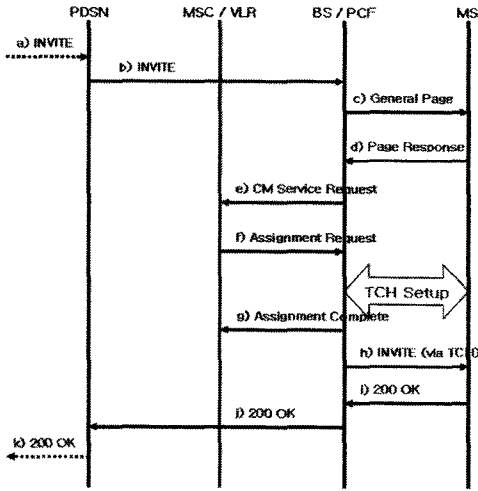 PDSN MSC / VLR BS / PCF MS
a) INVITE
b) INVITE
c) General Page
d) Page Response
e) CM Service Request
f) Assignment Request
TCH Setup
g) Assignment Complete
h) INVITE (via TCH)
i) 200 OK
j) 200 OK
k) 200 OK